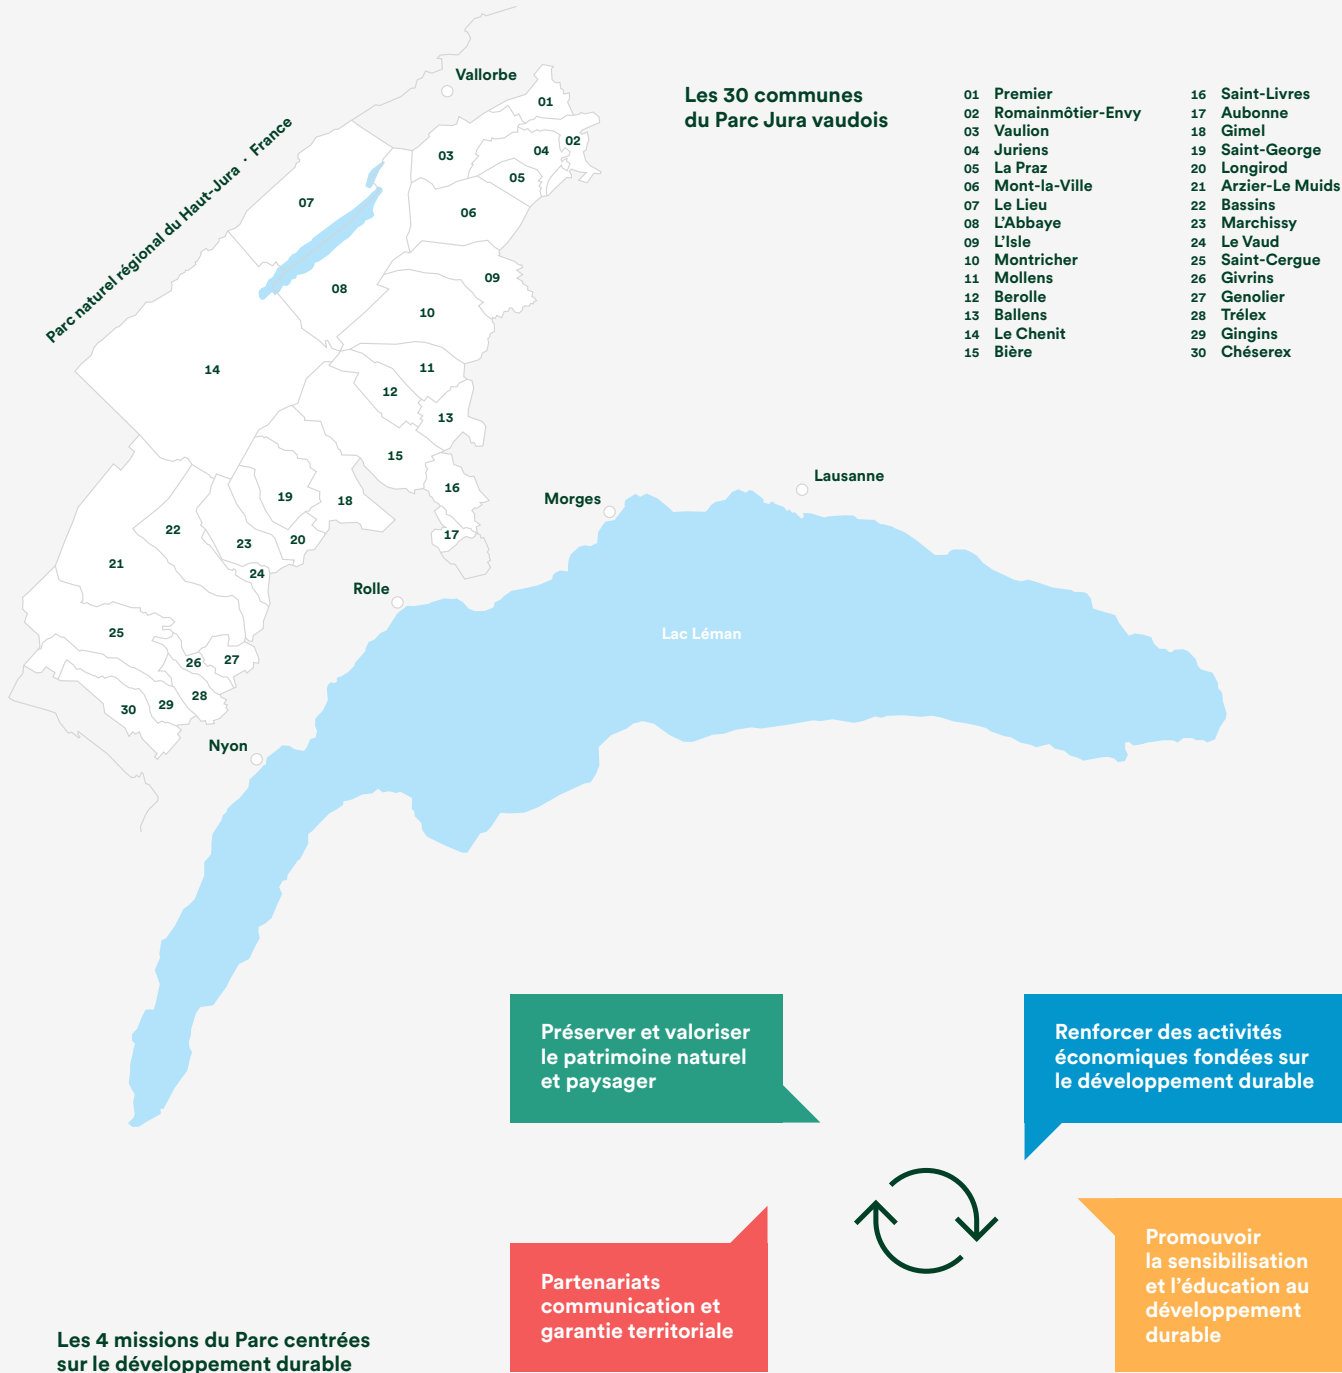 Vallorbe
Parc naturel régional du Haut-Jura · France
01
02
03
04
05
06
07
08
09
10
11
12
13
14
15
16
17
18
19
20
21
22
23
24
25
26
27
28
29
30
Lausanne
Morges
Rolle
Lac Léman
Nyon
Les 30 communes
du Parc Jura vaudois
01 Premier
02 Romainmôtier-Envy
03 Vaulion
04 Juriens
05 La Praz
06 Mont-la-Ville
07 Le Lieu
08 L’Abbaye
09 L’Isle
10 Montricher
11 Mollens
12 Berolle
13 Ballens
14 Le Chenit
15 Bière
16 Saint-Livres
17 Aubonne
18 Gimel
19 Saint-George
20 Longirod
21 Arzier-Le Muids
22 Bassins
23 Marchissy
24 Le Vaud
25 Saint-Cergue
26 Givrins
27 Genolier
28 Trélex
29 Gingins
30 Chéserex
Préserver et valoriser
le patrimoine naturel
et paysager
Renforcer des activités
économiques fondées sur
le développement durable
Partenariats
communication et
garantie territoriale
Promouvoir
la sensibilisation
et l’éducation au
développement
durable
Les 4 missions du Parc centrées
sur le développement durable